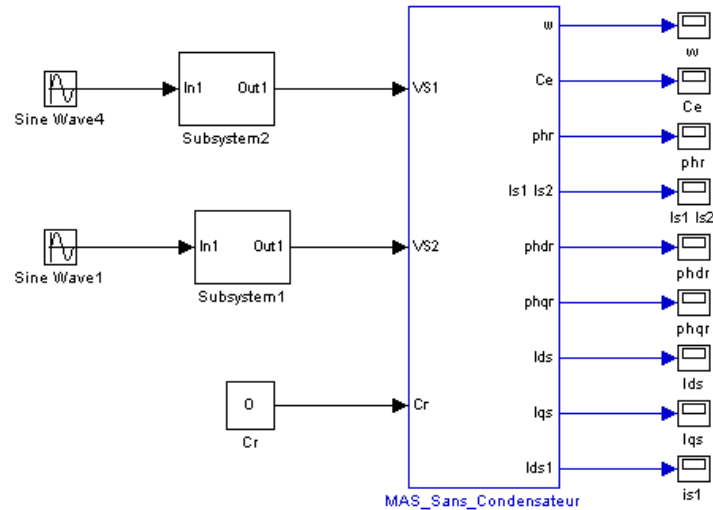 w
w
In1 Out1
VS1
Ce
Ce
Sine Wave4
Subsystem2
phr
phr
Is1 Is2
Is1 Is2
In1 Out1
VS2
phdr
phdr
Sine Wave1
Subsystem1
phqr
phqr
Ids
Ids
0
Cr
Iqs
Iqs
Cr
Ids1
is1
MAS_Sans_Condensateur